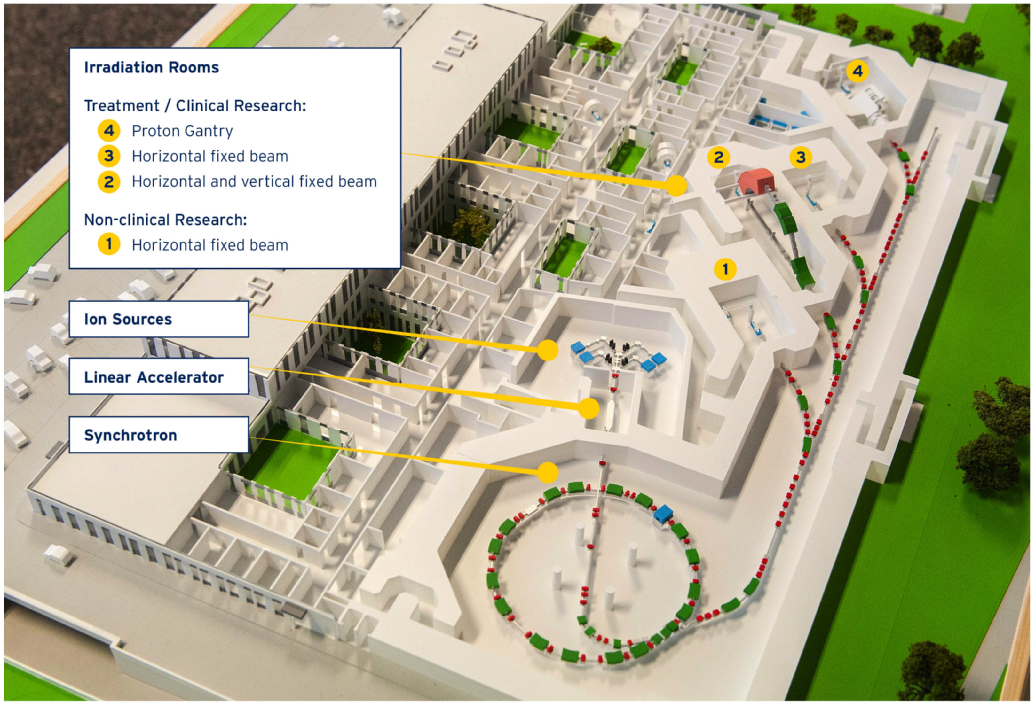 Irradiation Rooms
Treatment / Clinical Research:
4 Proton Gantry
3 Horizontal fixed beam
2 Horizontal and vertical fixed beam
Non-clinical Research:
1 Horizontal fixed beam
4
2
3
1
Ion Sources
Linear Accelerator
Synchrotron